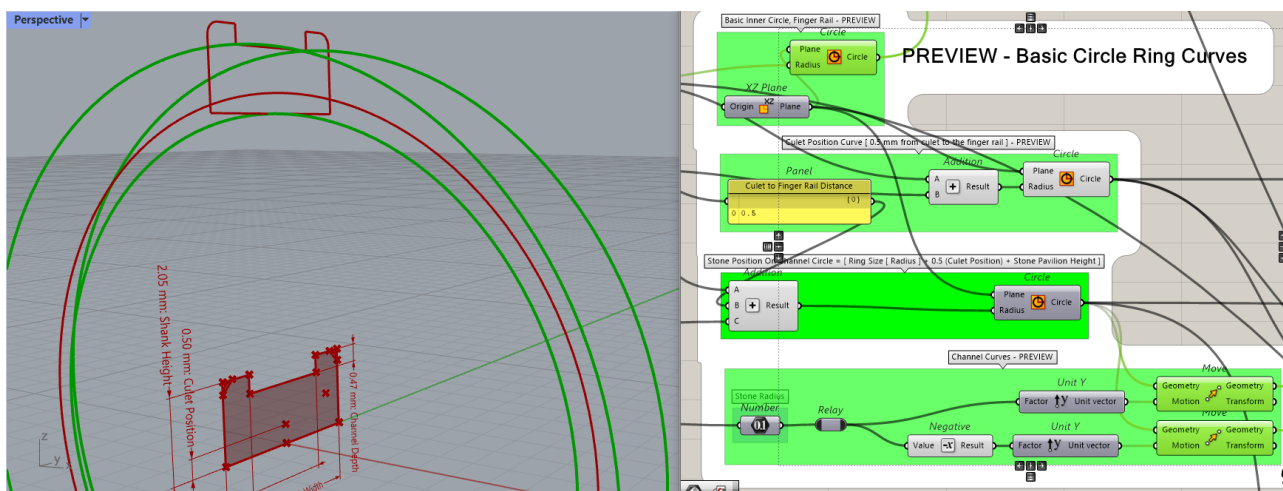 Perspective
2.05 mm: Shank Height
0.50 mm: Culet Position
0.47 mm: Channel Depth
Width
z
y
Basic Inner Circle, Finger Rail - PREVIEW
Circle
Plane
Radius
Circle
PREVIEW - Basic Circle Ring Curves
XZ Plane
Origin
XZ
Plane
Culet Position Curve [ 0.5 mm from culet to the finger rail ] - PREVIEW
Panel
Culet to Finger Rail Distance
{0}
0 0.5
Addition
A
B
Result
Circle
Plane
Radius
Circle
Stone Position On Channel Circle = [ Ring Size [ Radius ] + 0.5 (Culet Position) + Stone Pavilion Height ]
Addition
A
B
C
Result
Circle
Plane
Radius
Circle
Channel Curves - PREVIEW
Stone Radius
Number
0.1
Relay
Negative
Value
-x
Result
Unit Y
Factor
y
Unit vector
Unit Y
Factor
y
Unit vector
Move
Geometry
Motion
Geometry
Transform
Move
Geometry
Motion
Geometry
Transform